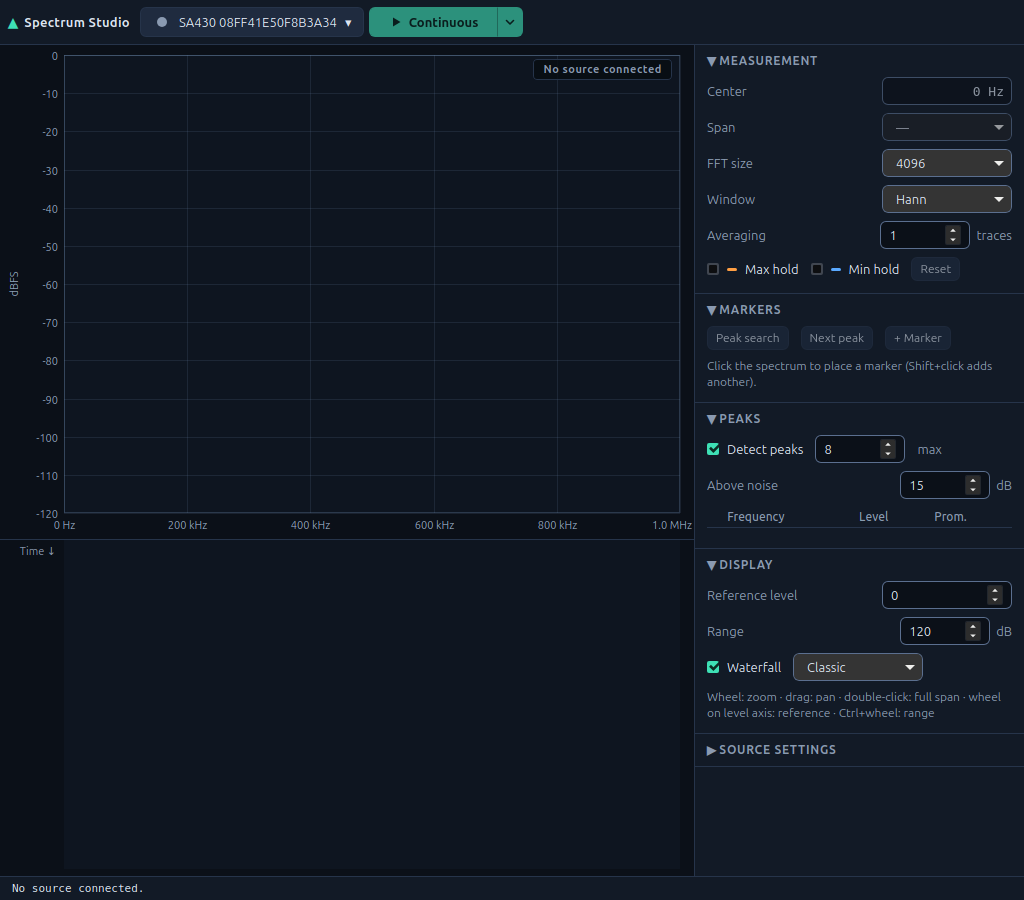 Spectrum Studio
SA430 08FF41E50F8B3A34
Continuous
No source connected
0
-10
-20
-30
-40
-50
-60
-70
-80
-90
-100
-110
-120
dBFS
0 Hz 200 kHz 400 kHz 600 kHz 800 kHz 1.0 MHz
Time ↓
MEASUREMENT
Center 0 Hz
Span —
FFT size 4096
Window Hann
Averaging 1 traces
Max hold Min hold Reset
MARKERS
Peak search Next peak + Marker
Click the spectrum to place a marker (Shift+click adds
another).
PEAKS
Detect peaks 8 max
Above noise 15 dB
Frequency Level Prom.
DISPLAY
Reference level 0
Range 120 dB
Waterfall Classic
Wheel: zoom · drag: pan · double-click: full span · wheel
on level axis: reference · Ctrl+wheel: range
SOURCE SETTINGS
No source connected.